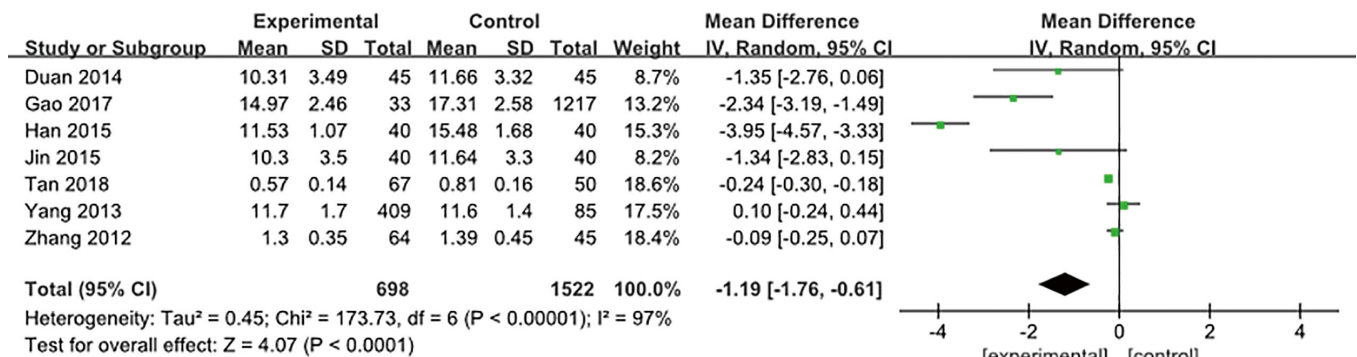 Experimental Control Mean Difference Mean Difference
Study or Subgroup Mean SD Total Mean SD Total Weight IV, Random, 95% CI IV, Random, 95% CI
Duan 2014 10.31 3.49 45 11.66 3.32 45 8.7% -1.35 [-2.76, 0.06]
Gao 2017 14.97 2.46 33 17.31 2.58 1217 13.2% -2.34 [-3.19, -1.49]
Han 2015 11.53 1.07 40 15.48 1.68 40 15.3% -3.95 [-4.57, -3.33]
Jin 2015 10.3 3.5 40 11.64 3.3 40 8.2% -1.34 [-2.83, 0.15]
Tan 2018 0.57 0.14 67 0.81 0.16 50 18.6% -0.24 [-0.30, -0.18]
Yang 2013 11.7 1.7 409 11.6 1.4 85 17.5% 0.10 [-0.24, 0.44]
Zhang 2012 1.3 0.35 64 1.39 0.45 45 18.4% -0.09 [-0.25, 0.07]
Total (95% CI) 698 1522 100.0% -1.19 [-1.76, -0.61]
Heterogeneity: Tau² = 0.45; Chi² = 173.73, df = 6 (P < 0.00001); I² = 97%
Test for overall effect: Z = 4.07 (P < 0.0001)
-4 -2 0 2 4
[experimental] [control]